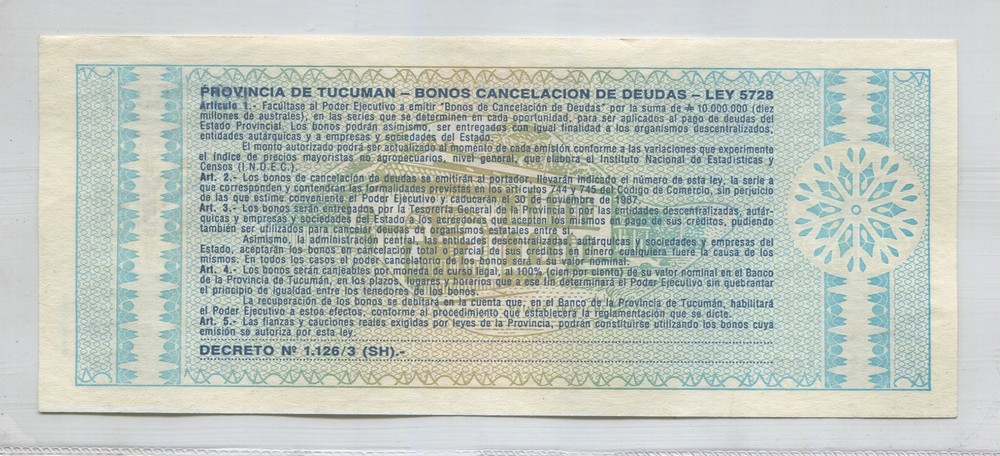 PROVINCIA DE TUCUMAN – BONOS CANCELACION DE DEUDAS – LEY 5728
Artículo 1.- Facúltase al Poder Ejecutivo a emitir "Bonos de Cancelación de Deudas" por la suma de ₳ 10.000.000 (diez
millones de australes), en las series que se determinen en cada oportunidad, para ser aplicados al pago de deudas del
Estado Provincial. Los bonos podrán asimismo, ser entregados con igual finalidad a los organismos descentralizados,
entidades autárquicas y a empresas y sociedades del Estado.
El monto autorizado podrá ser actualizado al momento de cada emisión conforme a las variaciones que experimente
el índice de precios mayoristas no agropecuarios, nivel general, que elabora el Instituto Nacional de Estadísticas y
Censos (I.N.D.E.C.).
Art. 2.- Los bonos de cancelación de deudas se emitirán al portador, llevarán indicado el número de esta ley, la serie a
que corresponden y contendrán las formalidades previstas en los artículos 744 y 745 del Código de Comercio, sin perjuicio
de las que estime conveniente el Poder Ejecutivo y caducarán el 30 de noviembre de 1987.
Art. 3.- Los bonos serán entregados por la Tesorería General de la Provincia o por las entidades descentralizadas, autár-
quicas y empresas y sociedades del Estado a los acreedores que acepten los mismos en pago de sus créditos, pudiendo
también ser utilizados para cancelar deudas de organismos estatales entre sí.
Asimismo, la administración central, las entidades descentralizadas, autárquicas y sociedades y empresas del
Estado, aceptarán los bonos en cancelación total o parcial de sus créditos en dinero cualquiera fuere la causa de los
mismos. En todos los casos el poder cancelatorio de los bonos será su valor nominal.
Art. 4.- Los bonos serán canjeables por moneda de curso legal, al 100% (cien por ciento) de su valor nominal en el Banco
de la Provincia de Tucumán, en los plazos, lugares y horarios que a ese fin determinará el Poder Ejecutivo sin quebrantar
el principio de igualdad entre los tenedores de los bonos.
La recuperación de los bonos se debitará en la cuenta que, en el Banco de la Provincia de Tucumán, habilitará
el Poder Ejecutivo a estos efectos, conforme al procedimiento que establecerá la reglamentación que se dicte.
Art. 5.- Las fianzas y cauciones reales exigidas por leyes de la Provincia, podrán constituirse utilizando los bonos cuya
emisión se autoriza por esta ley.
DECRETO Nº 1.126/3 (SH).-